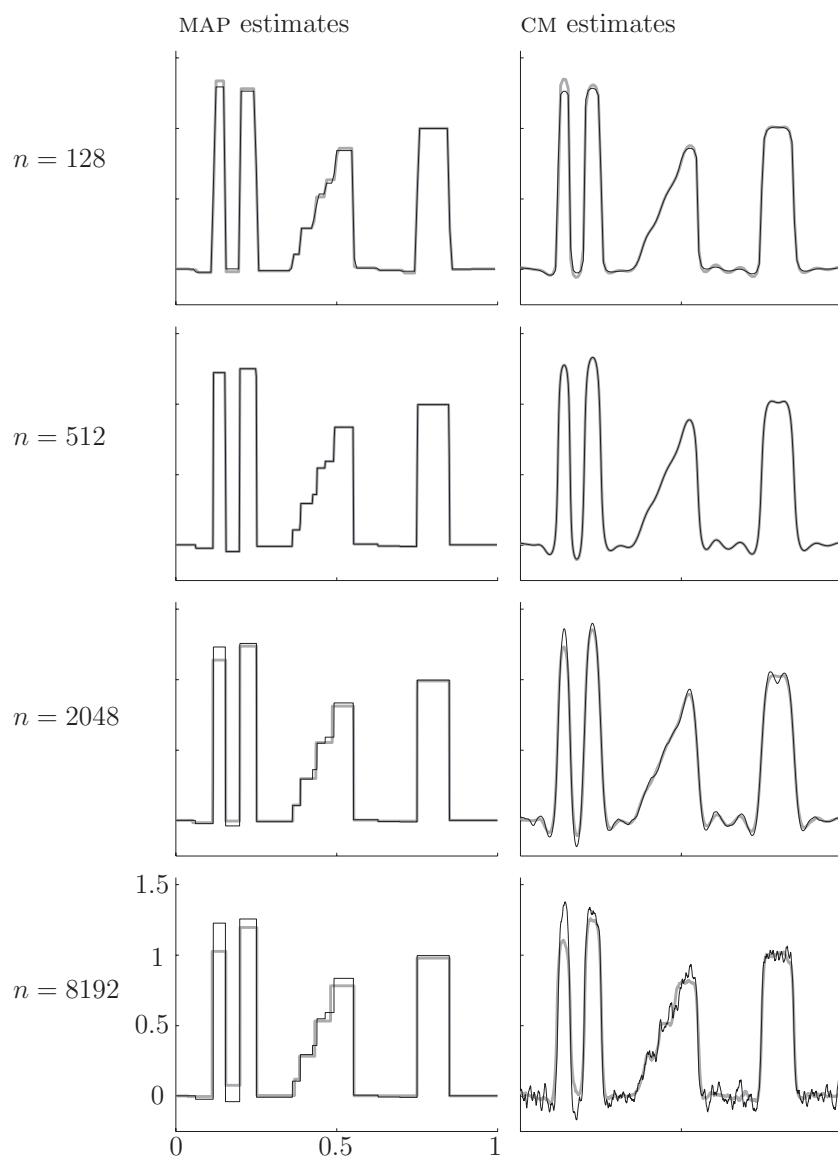 MAP estimates CM estimates
n = 128
n = 512
n = 2048
1.5
1
n = 8192
0.5
0
0 0.5 1